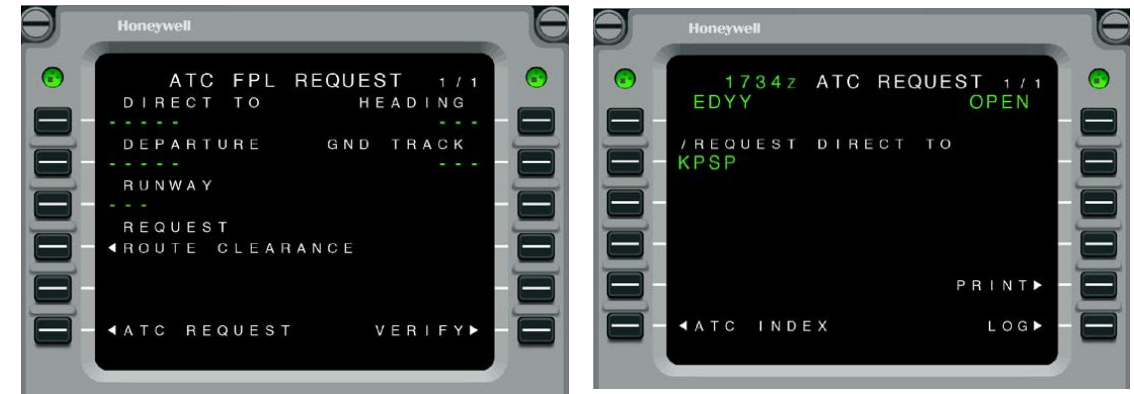 Honeywell
ATC FPL REQUEST 1/1
DIRECT TO HEADING
----- ---
DEPARTURE GND TRACK
----- ---
RUNWAY
---
REQUEST
◀ROUTE CLEARANCE
◀ATC REQUEST VERIFY▶
Honeywell
1734z ATC REQUEST 1/1
EDYY OPEN
/REQUEST DIRECT TO
KPSP
PRINT▶
◀ATC INDEX LOG▶